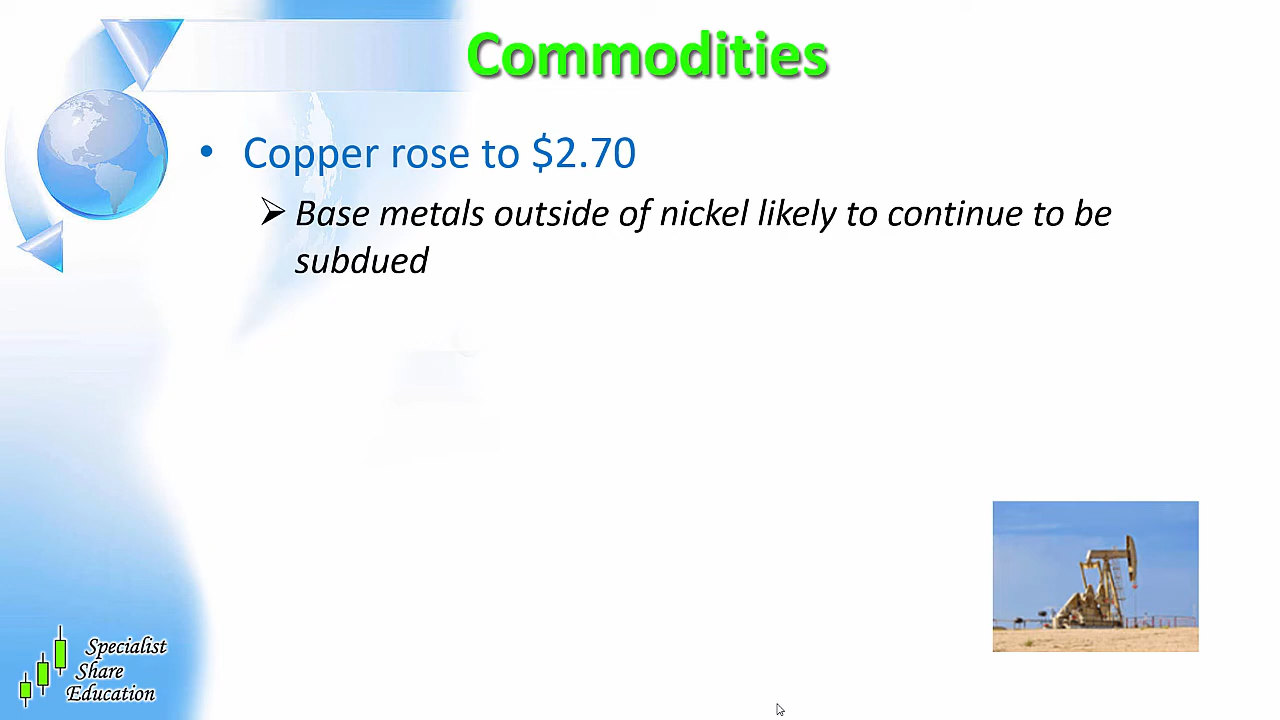 Commodities
• Copper rose to $2.70
➢ Base metals outside of nickel likely to continue to be
subdued
Specialist
Share
Education